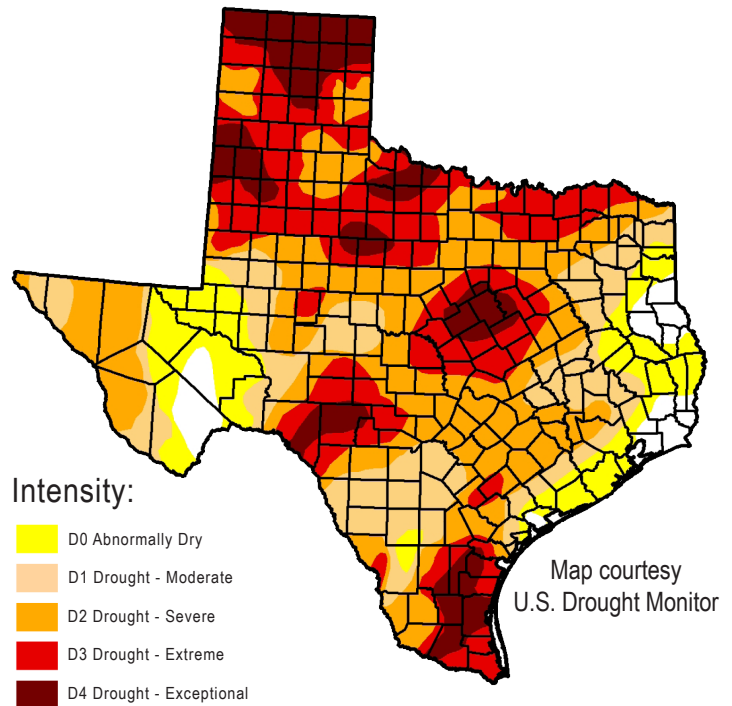 Intensity:
D0 Abnormally Dry
D1 Drought - Moderate
D2 Drought - Severe
D3 Drought - Extreme
D4 Drought - Exceptional
Map courtesy
U.S. Drought Monitor